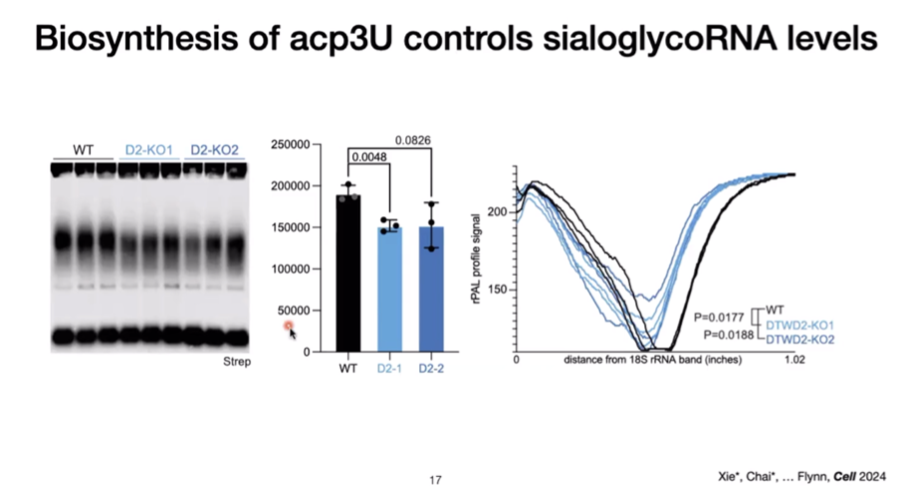 Biosynthesis of acp3U controls sialoglycoRNA levels
WT D2-KO1 D2-KO2
Strep
250000
200000
150000
100000
50000
0
0.0826
0.0048
WT D2-1 D2-2
rPAL profile signal
200
150
P=0.0177
P=0.0188
WT
DTWD2-KO1
DTWD2-KO2
0 distance from 18S rRNA band (inches) 1.02
17
Xie*, Chai*, ... Flynn, Cell 2024